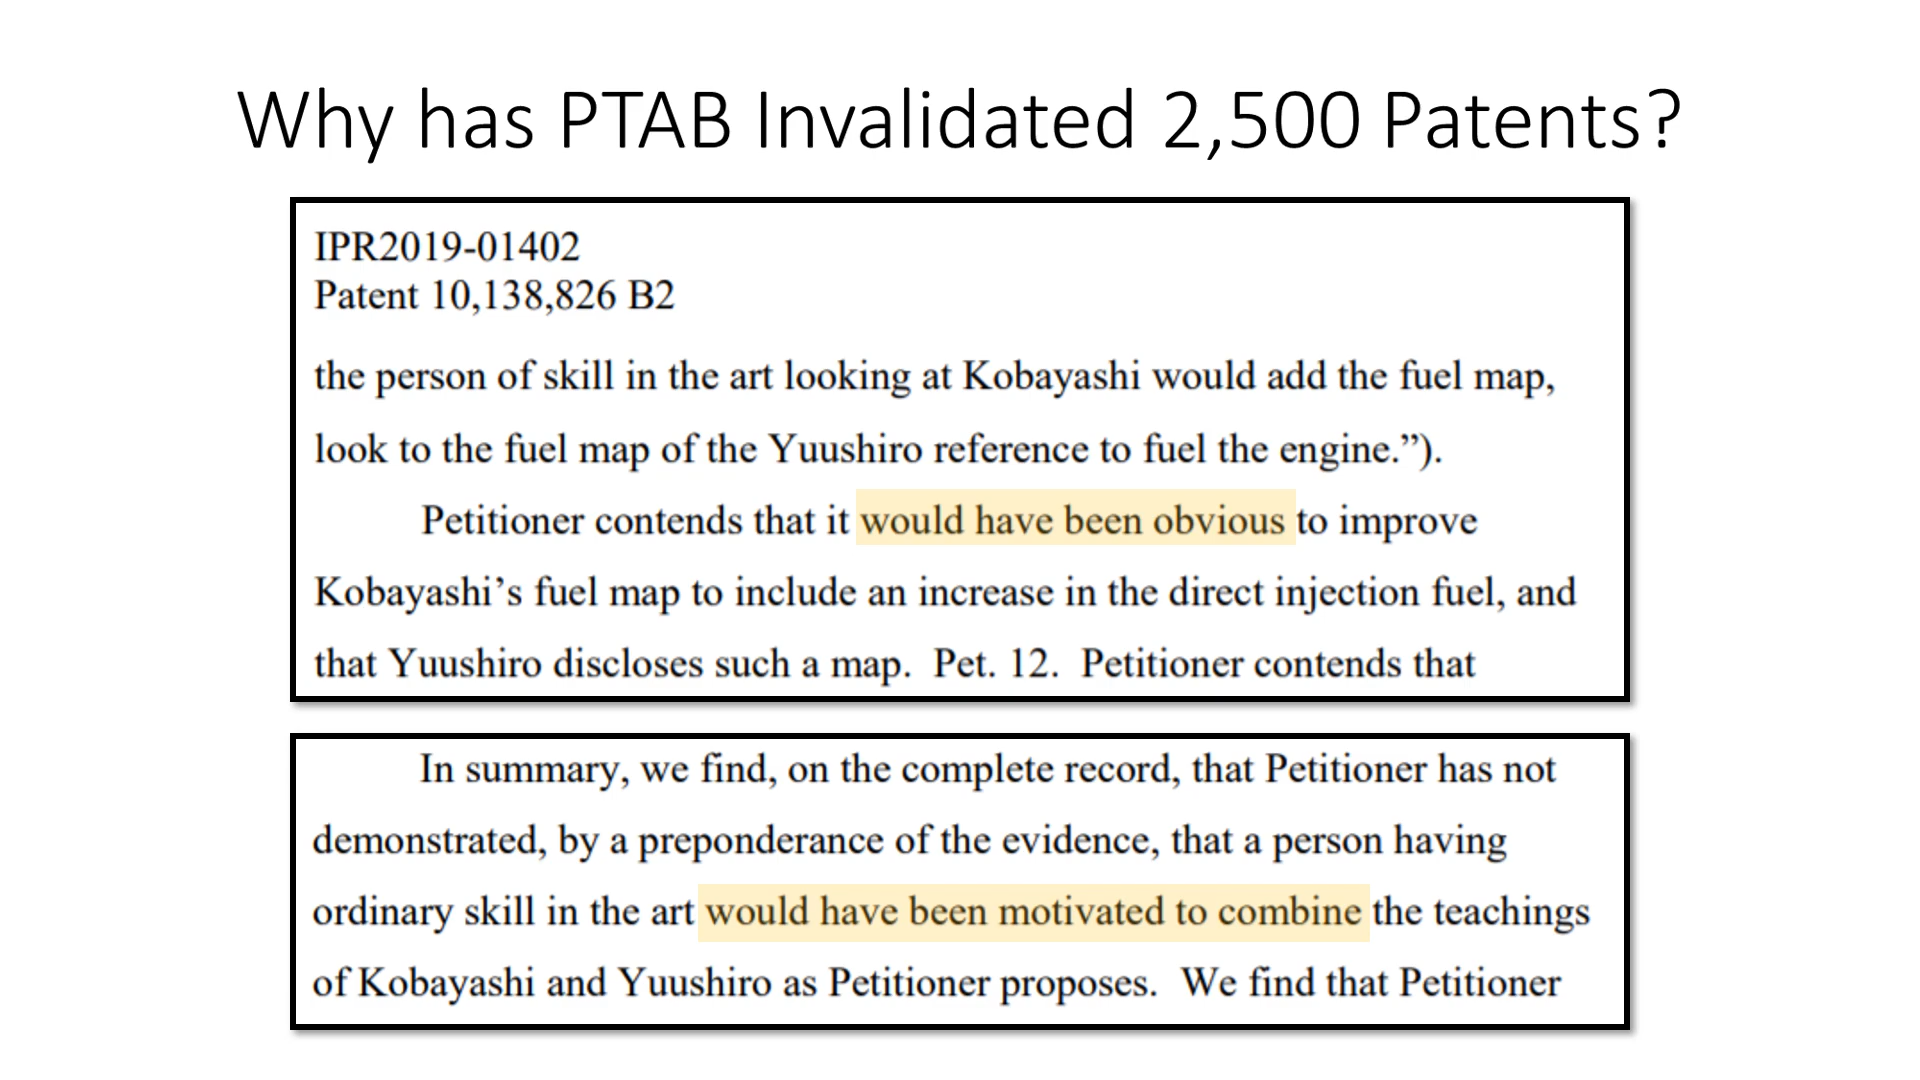 Why has PTAB Invalidated 2,500 Patents?
IPR2019-01402
Patent 10,138,826 B2
the person of skill in the art looking at Kobayashi would add the fuel map,
look to the fuel map of the Yuushiro reference to fuel the engine.”).
Petitioner contends that it would have been obvious to improve
Kobayashi’s fuel map to include an increase in the direct injection fuel, and
that Yuushiro discloses such a map.  Pet. 12.  Petitioner contends that
In summary, we find, on the complete record, that Petitioner has not
demonstrated, by a preponderance of the evidence, that a person having
ordinary skill in the art would have been motivated to combine the teachings
of Kobayashi and Yuushiro as Petitioner proposes.  We find that Petitioner